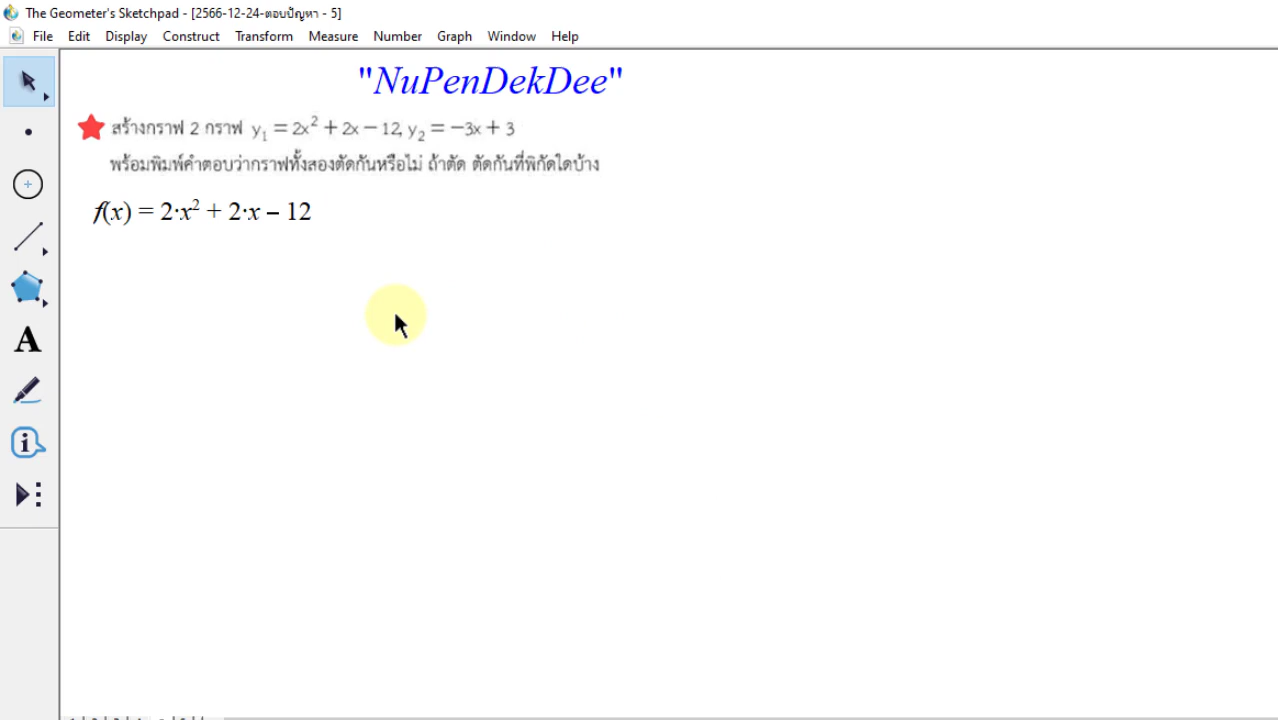 The Geometer's Sketchpad - [2566-12-24-ตอบปัญหา - 5]
File Edit Display Construct Transform Measure Number Graph Window Help
"NuPenDekDee"
สร้างกราฟ 2 กราฟ y₁ = 2x² + 2x − 12, y₂ = −3x + 3
พร้อมพิมพ์คำตอบว่ากราฟทั้งสองตัดกันหรือไม่ ถ้าตัด ตัดกันที่พิกัดใดบ้าง
f(x) = 2·x² + 2·x – 12
A
i